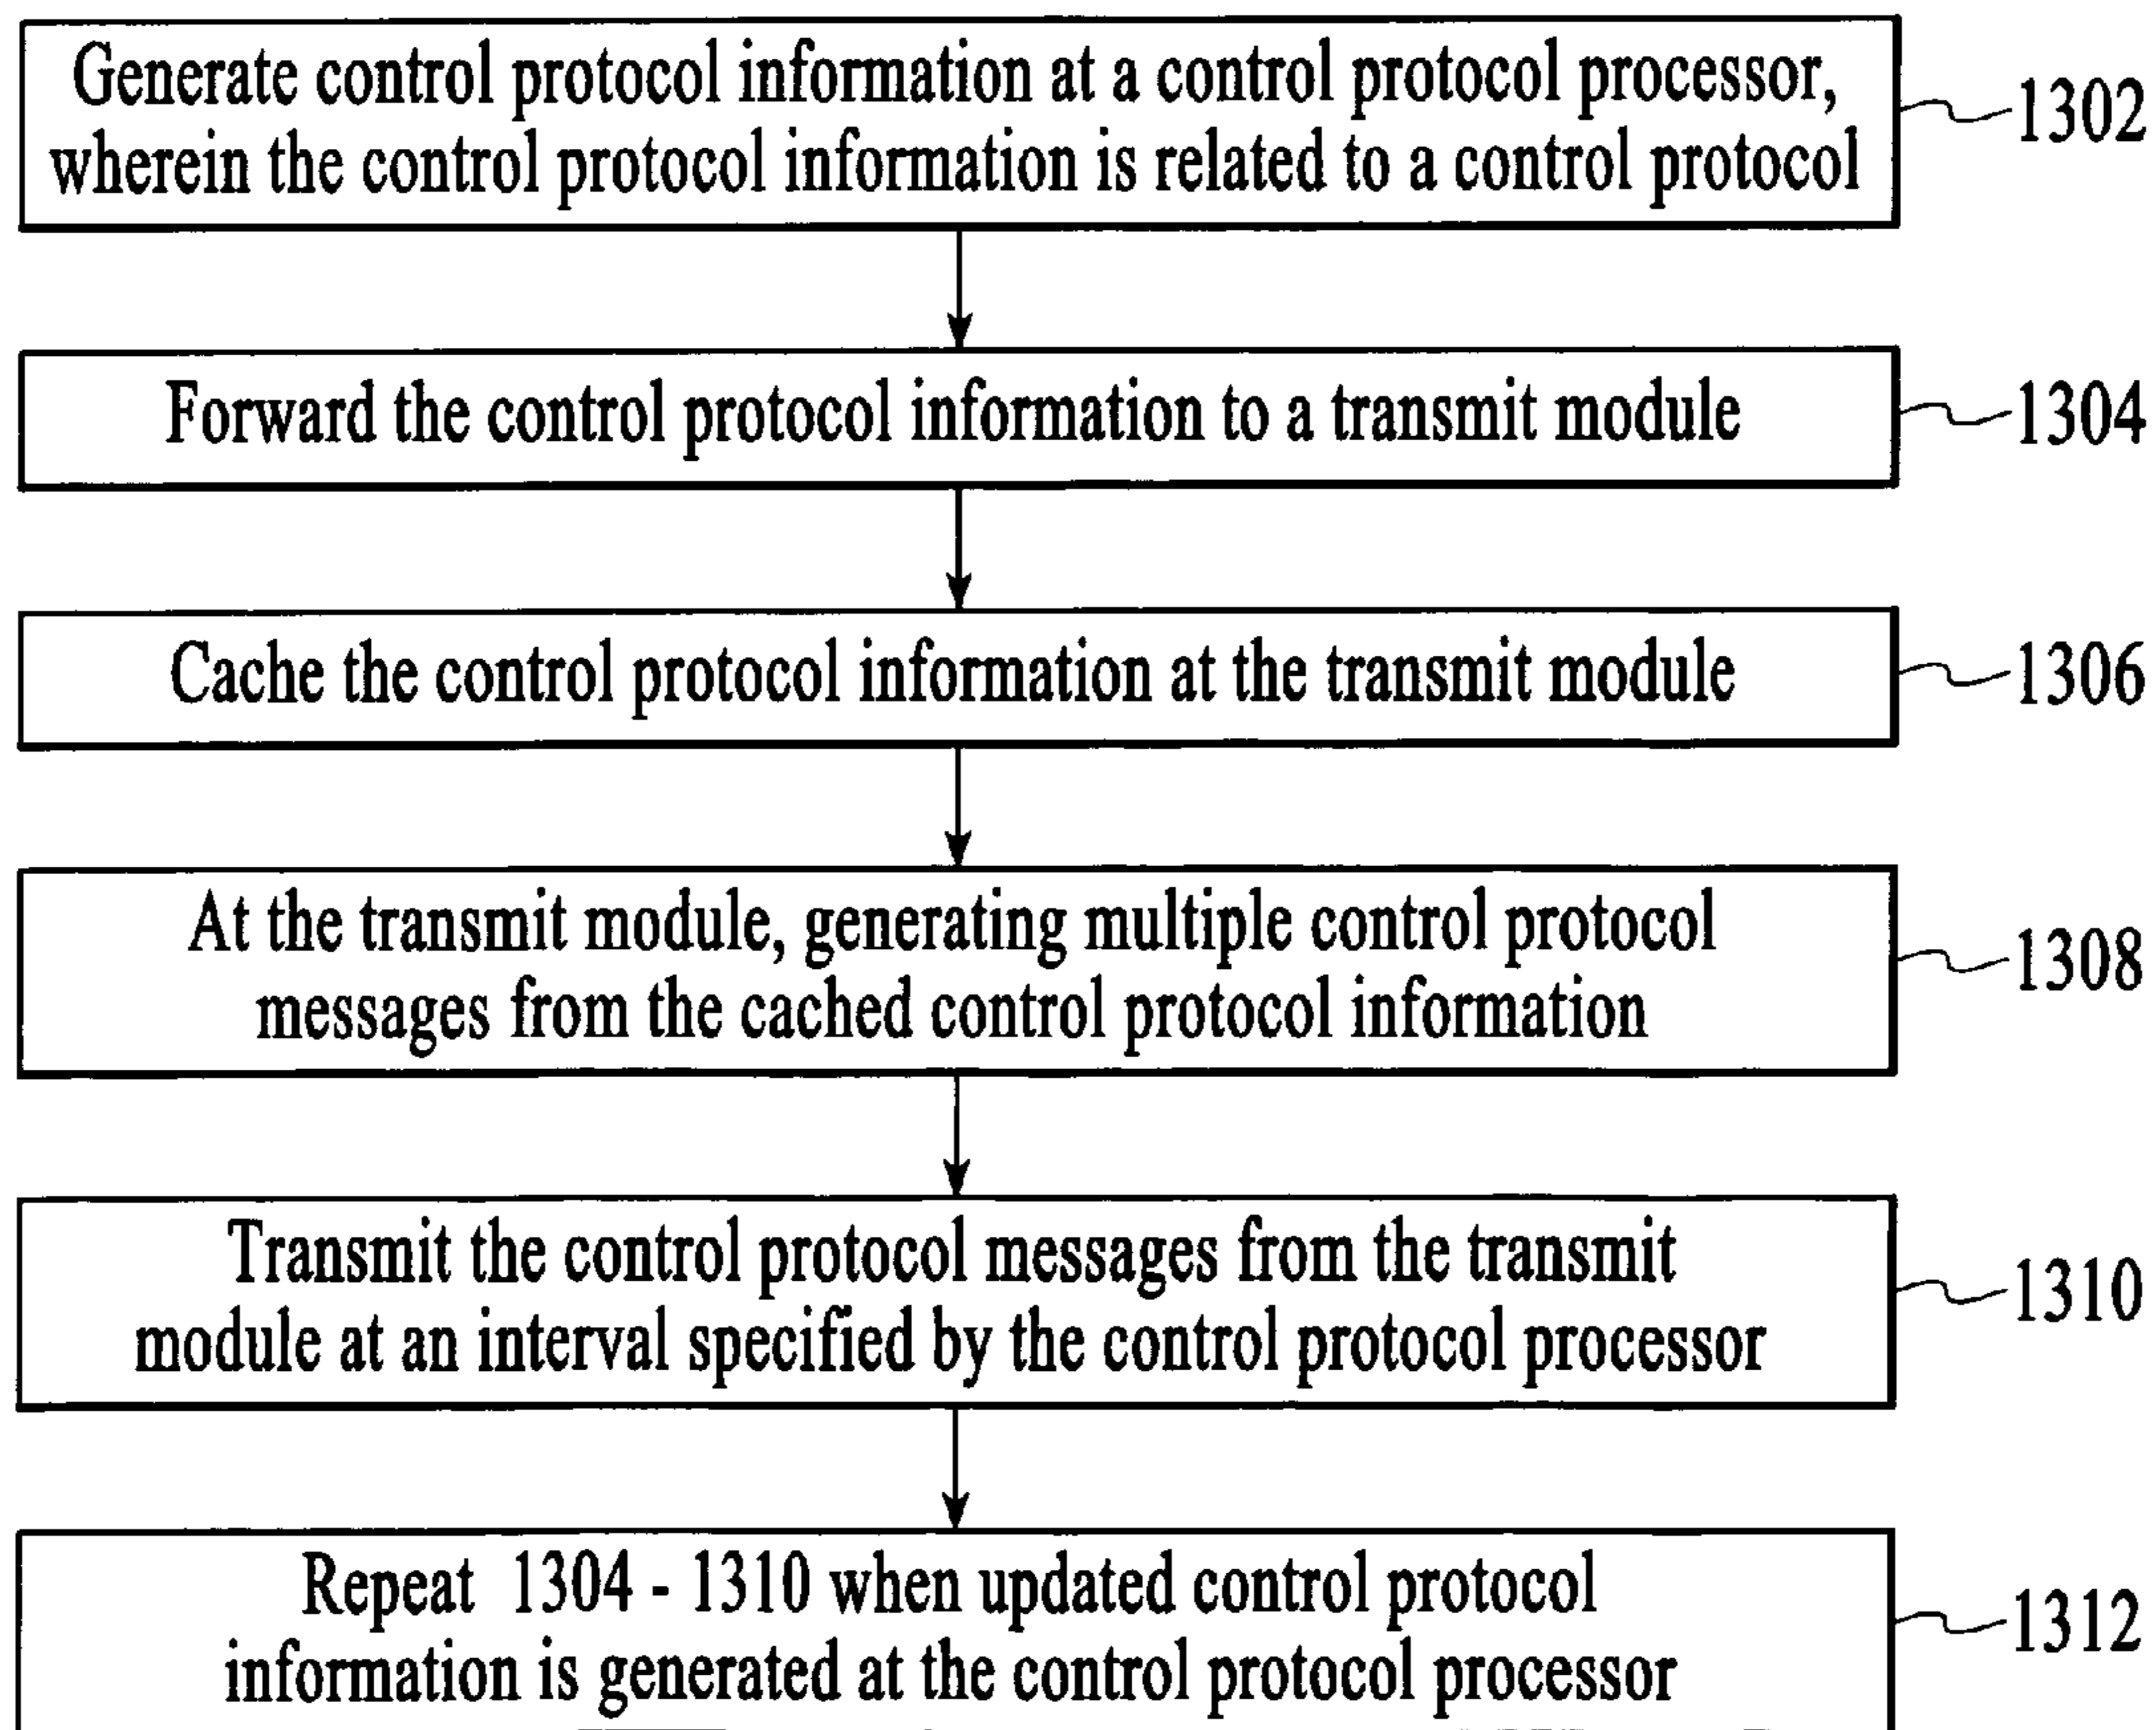 Generate control protocol information at a control protocol processor,
wherein the control protocol information is related to a control protocol
1302
Forward the control protocol information to a transmit module
1304
Cache the control protocol information at the transmit module
1306
At the transmit module, generating multiple control protocol
messages from the cached control protocol information
1308
Transmit the control protocol messages from the transmit
module at an interval specified by the control protocol processor
1310
Repeat 1304 - 1310 when updated control protocol
information is generated at the control protocol processor
1312